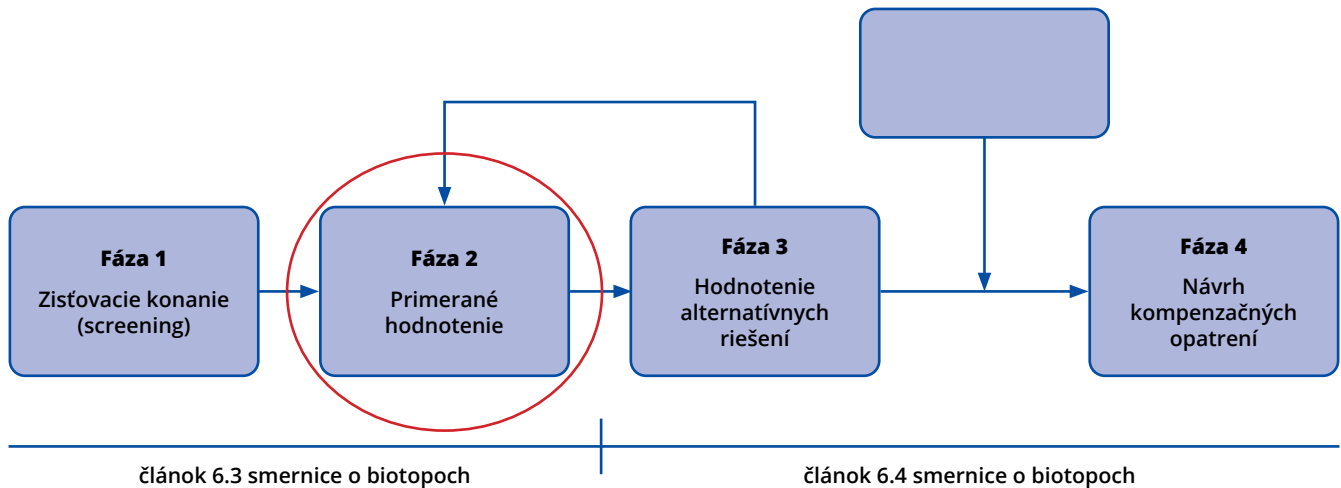 Fáza 1
Zisťovacie konanie
(screening)
Fáza 2
Primerané
hodnotenie
Fáza 3
Hodnotenie
alternatívnych
riešení
Fáza 4
Návrh
kompenzačných
opatrení
článok 6.3 smernice o biotopoch
článok 6.4 smernice o biotopoch